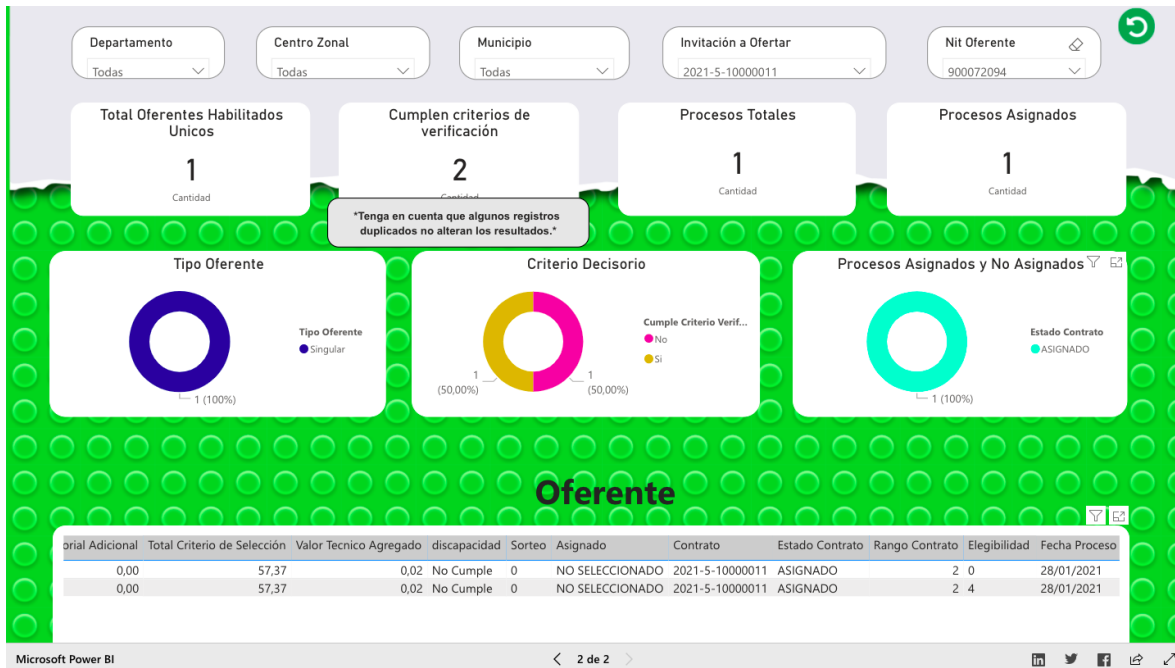 Departamento
Todas
Centro Zonal
Todas
Municipio
Todas
Invitación a Ofertar
2021-5-10000011
Nit Oferente
900072094
Total Oferentes Habilitados
Unicos
1
Cantidad
Cumplen criterios de
verificación
2
Cantidad
Procesos Totales
1
Cantidad
Procesos Asignados
1
Cantidad
*Tenga en cuenta que algunos registros
duplicados no alteran los resultados.*
Tipo Oferente
Tipo Oferente
Singular
1 (100%)
Criterio Decisorio
Cumple Criterio Verif...
No
Si
1
(50,00%)
1
(50,00%)
Procesos Asignados y No Asignados
Estado Contrato
ASIGNADO
1 (100%)
Oferente
orial Adicional Total Criterio de Selección Valor Tecnico Agregado discapacidad Sorteo Asignado Contrato Estado Contrato Rango Contrato Elegibilidad Fecha Proceso
0,00 57,37 0,02 No Cumple 0 NO SELECCIONADO 2021-5-10000011 ASIGNADO 2 0 28/01/2021
0,00 57,37 0,02 No Cumple 0 NO SELECCIONADO 2021-5-10000011 ASIGNADO 2 4 28/01/2021
Microsoft Power BI
2 de 2